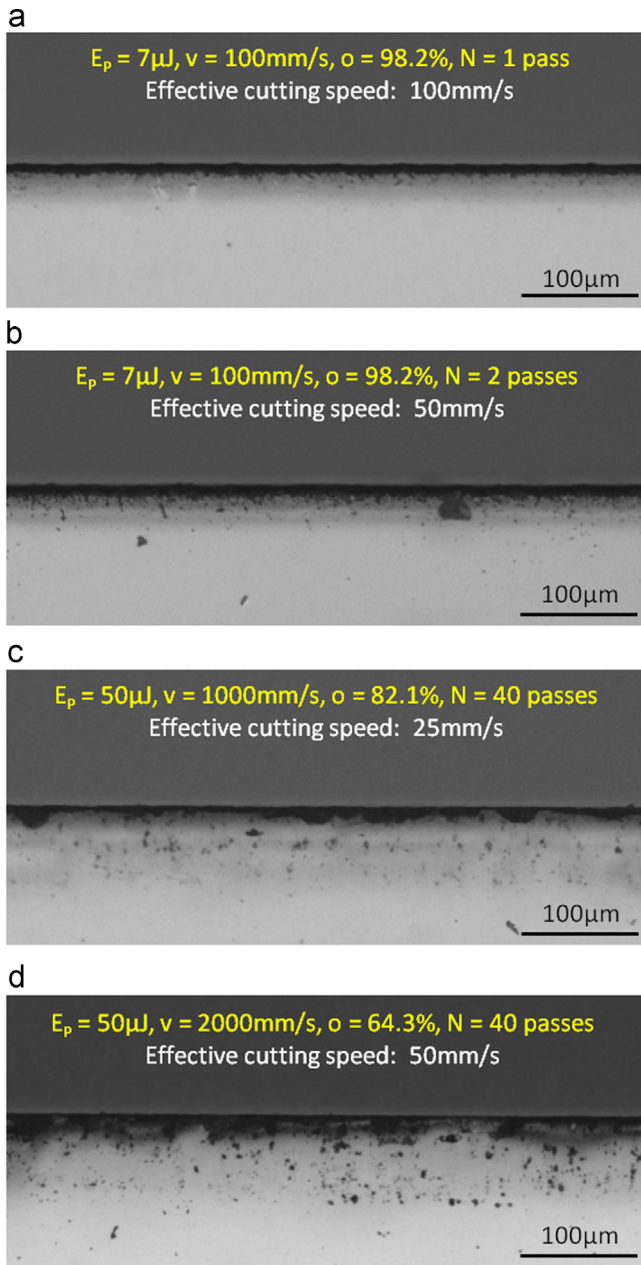 a
Eₚ = 7µJ, v = 100mm/s, o = 98.2%, N = 1 pass
Effective cutting speed: 100mm/s
100µm
b
Eₚ = 7µJ, v = 100mm/s, o = 98.2%, N = 2 passes
Effective cutting speed: 50mm/s
100µm
c
Eₚ = 50µJ, v = 1000mm/s, o = 82.1%, N = 40 passes
Effective cutting speed: 25mm/s
100µm
d
Eₚ = 50µJ, v = 2000mm/s, o = 64.3%, N = 40 passes
Effective cutting speed: 50mm/s
100µm